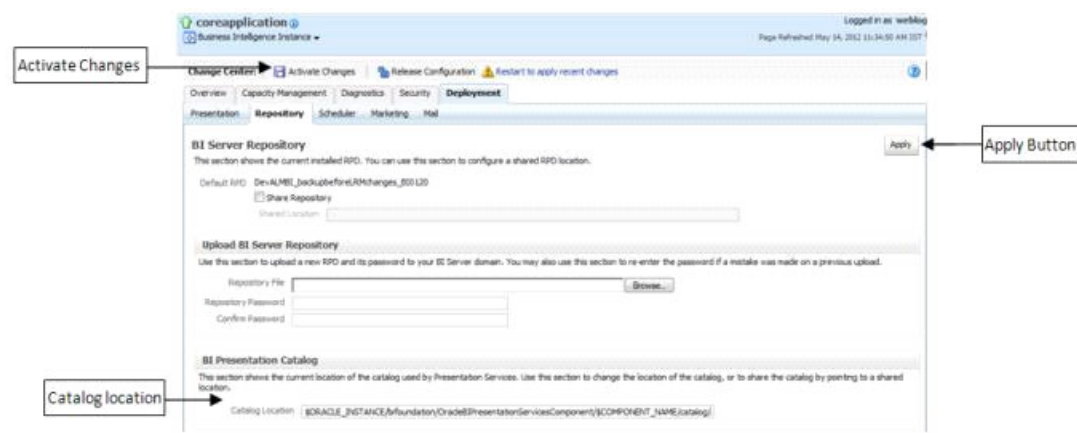 coreapplication
Logged in as weblog
Business Intelligence Instance
Page Refreshed May 14, 2012 11:34:50 AM IST
Activate Changes
Change Center: Activate Changes Release Configuration Restart to apply recent changes
Overview Capacity Management Diagnostics Security Deployment
Presentation Repository Scheduler Marketing Mail
BI Server Repository
Apply
Apply Button
This section shows the current installed RPD. You can use this section to configure a shared RPD location.
Default RPD DevALMBI_backupbeforeLRMchanges_BI0120
Share Repository
Shared Location
Upload BI Server Repository
Use this section to upload a new RPD and its password to your BI Server domain. You may also use this section to re-enter the password if a mistake was made on a previous upload.
Repository File Browse...
Repository Password
Confirm Password
BI Presentation Catalog
This section shows the current location of the catalog used by Presentation Services. Use this section to change the location of the catalog, or to share the catalog by pointing to a shared
location.
Catalog location
Catalog Location $ORACLE_INSTANCE/bifoundation/OracleBIPresentationServicesComponent/$COMPONENT_NAME/catalog/